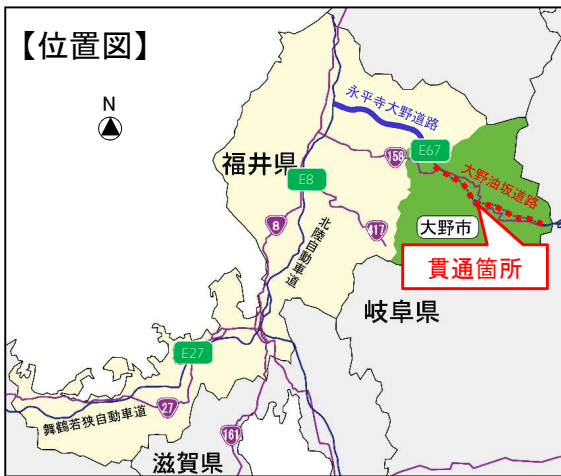 【位置図】
N
永平寺大野道路
158
E67
大野油坂道路
福井県
E8
8
北陸自動車道
417
大野市
貫通箇所
岐阜県
E27
27
舞鶴若狭自動車道
161
滋賀県